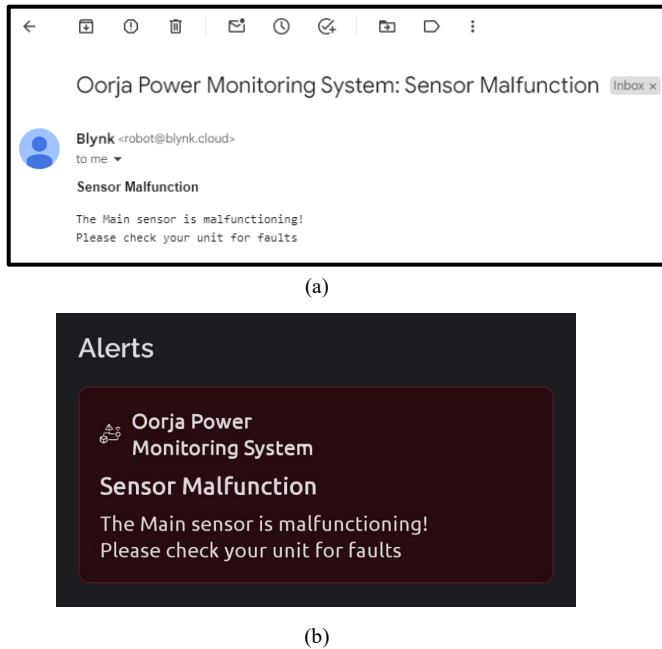 Oorja Power Monitoring System: Sensor Malfunction Inbox ×
Blynk <robot@blynk.cloud>
to me
Sensor Malfunction
The Main sensor is malfunctioning!
Please check your unit for faults
(a)
Alerts
Oorja Power
Monitoring System
Sensor Malfunction
The Main sensor is malfunctioning!
Please check your unit for faults
(b)